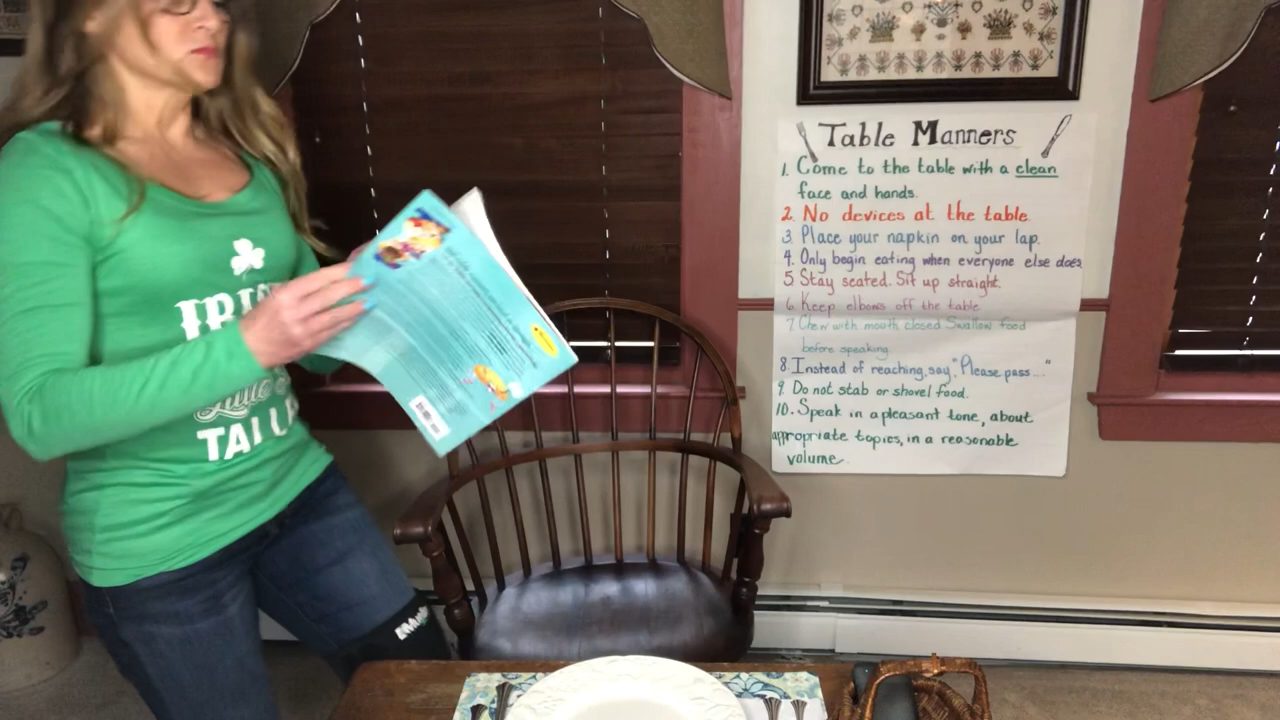 Table Manners
1. Come to the table with a clean
face and hands.
2. No devices at the table.
3. Place your napkin on your lap.
4. Only begin eating when everyone else does
5. Stay seated. Sit up straight.
6. Keep elbows off the table
7. Chew with mouth closed Swallow food
before speaking.
8. Instead of reaching, say, "Please pass...."
9. Do not stab or shovel food.
10. Speak in a pleasant tone, about
appropriate topics, in a reasonable
volume.